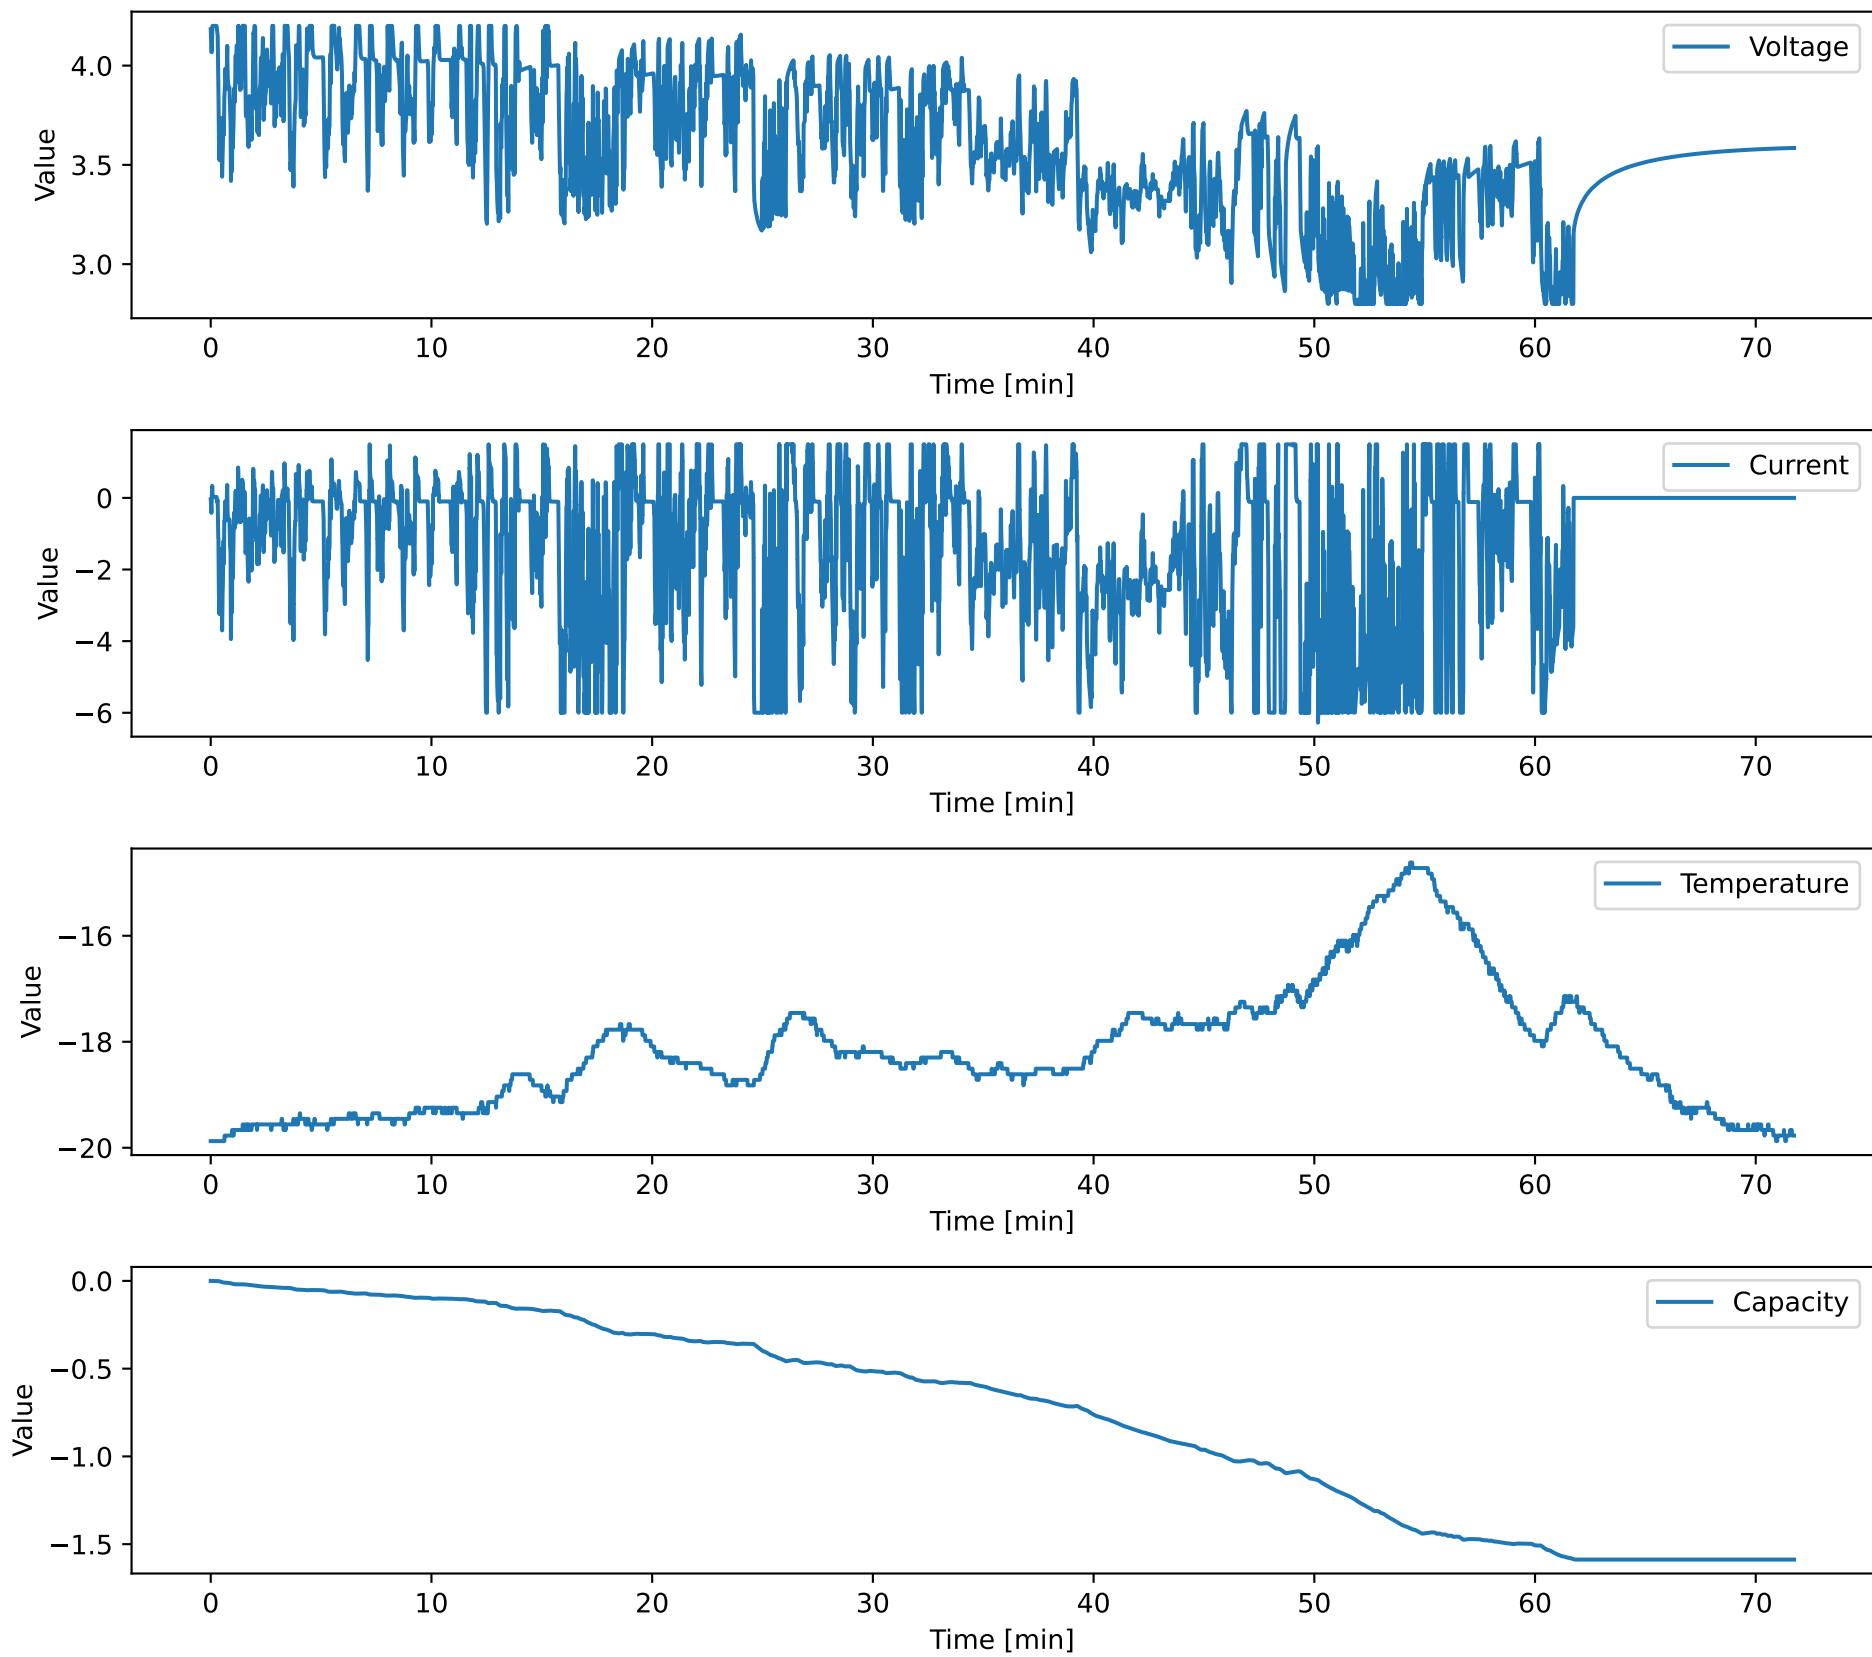 Voltage
4.0
3.5
3.0
Value
0 10 20 30 40 50 60 70
Time [min]
Current
0
−2
−4
−6
Value
0 10 20 30 40 50 60 70
Time [min]
Temperature
−16
−18
−20
Value
0 10 20 30 40 50 60 70
Time [min]
Capacity
0.0
−0.5
−1.0
−1.5
Value
0 10 20 30 40 50 60 70
Time [min]